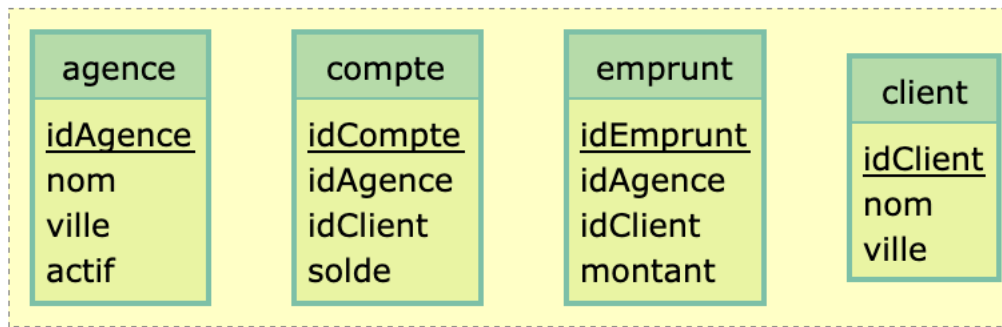 agence
idAgence
nom
ville
actif
compte
idCompte
idAgence
idClient
solde
emprunt
idEmprunt
idAgence
idClient
montant
client
idClient
nom
ville